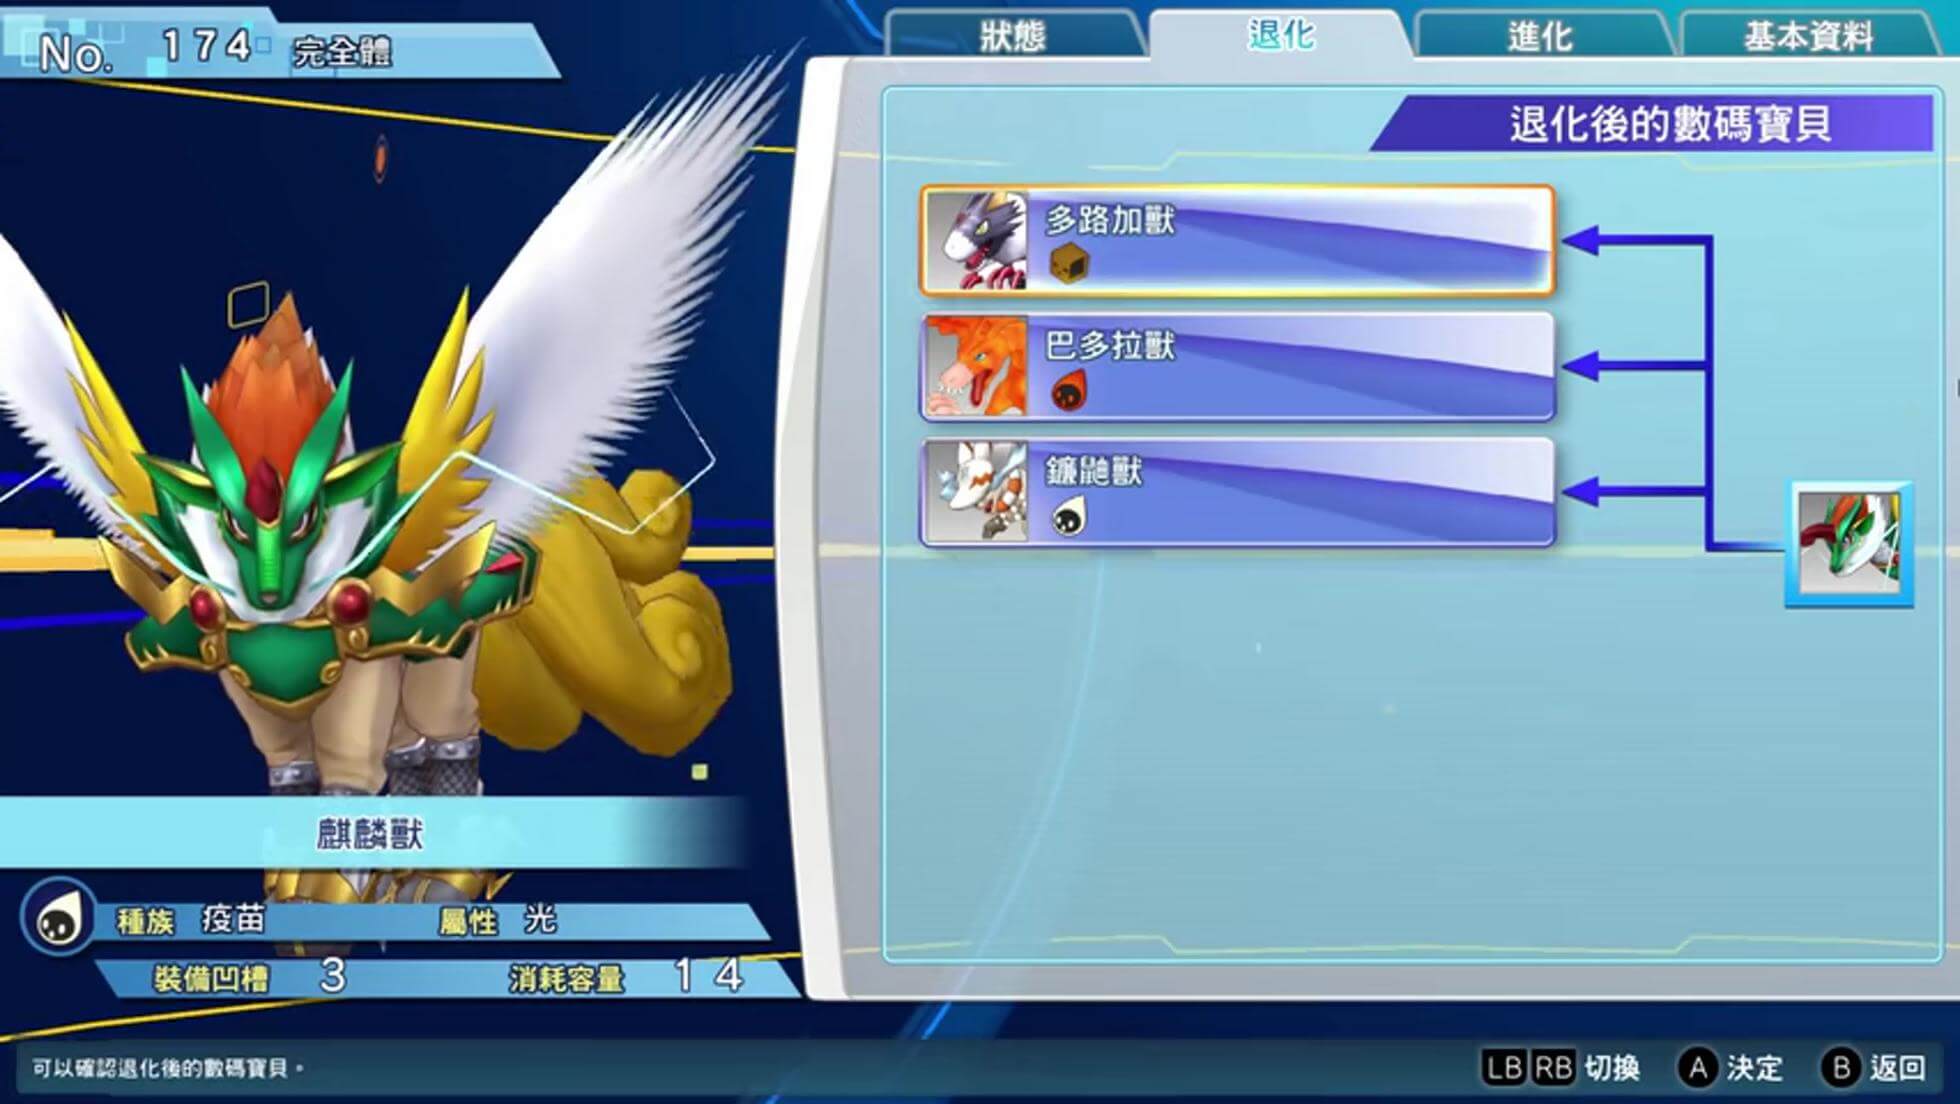 No. 174 完全體
狀態 退化 進化 基本資料
退化後的數碼寶貝
多路加獸
巴多拉獸
鐮鼬獸
麒麟獸
種族 疫苗 屬性 光
裝備凹槽 3 消耗容量 14
可以確認退化後的數碼寶貝。
LB RB 切換 A 決定 B 返回